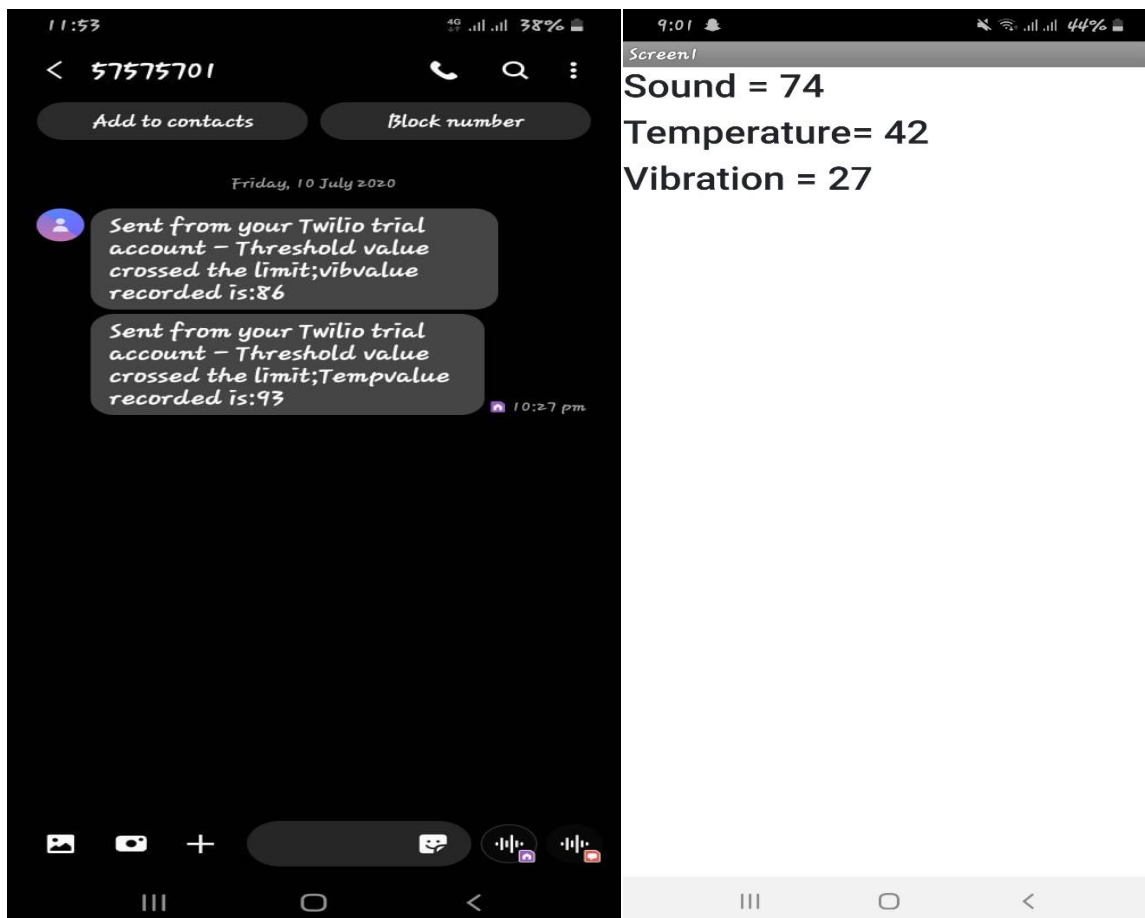 11:53
4G 38%
57575701
Add to contacts
Block number
Friday, 10 July 2020
Sent from your Twilio trial
account - Threshold value
crossed the limit;vibvalue
recorded is:86
Sent from your Twilio trial
account - Threshold value
crossed the limit;Tempvalue
recorded is:93
10:27 pm
9:01
44%
Screen1
Sound = 74
Temperature= 42
Vibration = 27